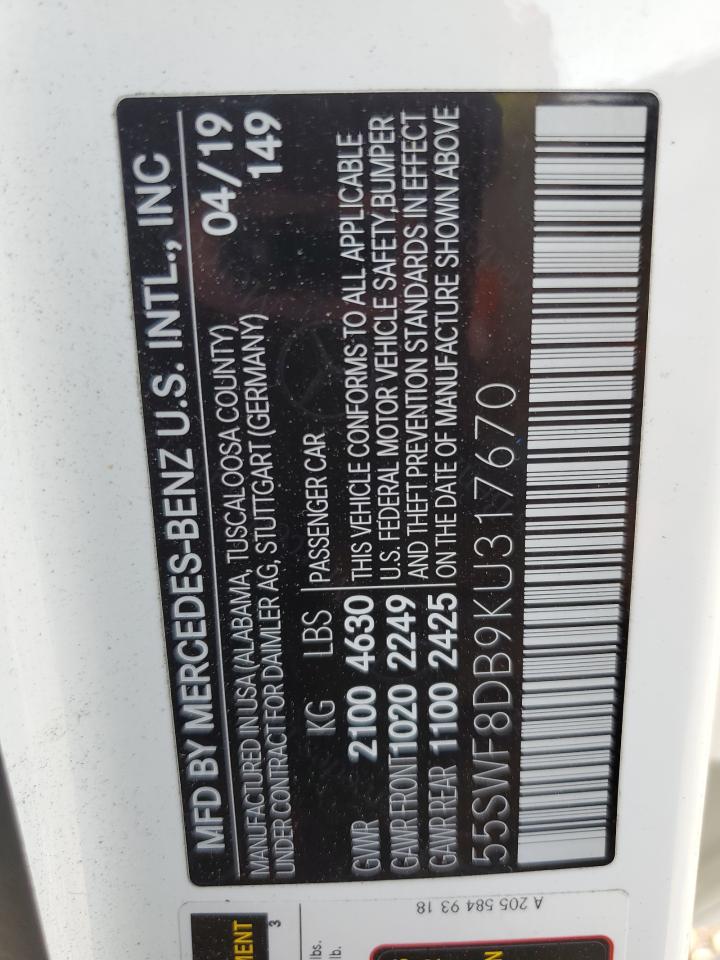 MFD BY MERCEDES-BENZ U.S. INTL., INC
MANUFACTURED IN USA (ALABAMA, TUSCALOOSA COUNTY) 04/19
UNDER CONTRACT FOR DAIMLER AG, STUTTGART (GERMANY) 149
KG LBS PASSENGER CAR
GVWR 2100 4630 THIS VEHICLE CONFORMS TO ALL APPLICABLE
GAWR FRONT 1020 2249 U.S. FEDERAL MOTOR VEHICLE SAFETY, BUMPER
GAWR REAR 1100 2425 AND THEFT PREVENTION STANDARDS IN EFFECT
ON THE DATE OF MANUFACTURE SHOWN ABOVE
55SWF8DB9KU317670
A 205 584 93 18
3
lbs.
lb.